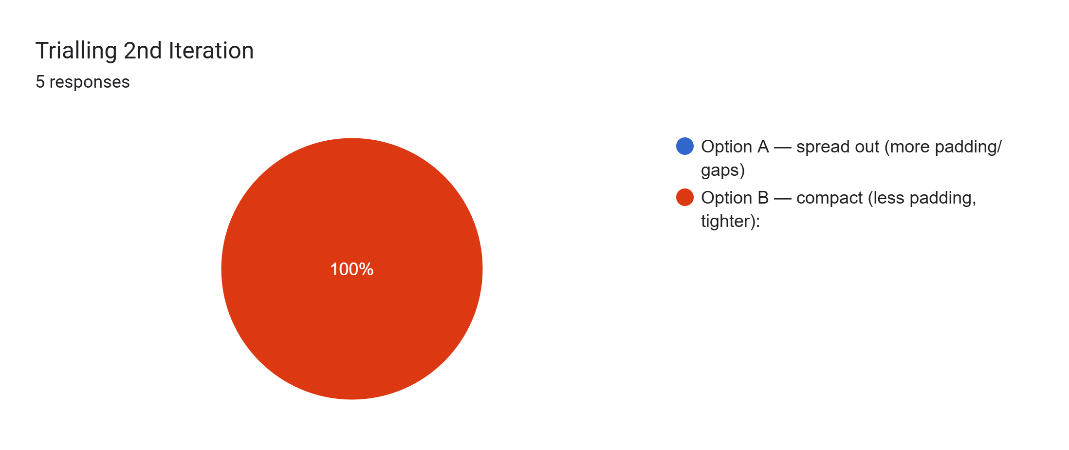 Trialling 2nd Iteration
5 responses
Option A — spread out (more padding/
gaps)
Option B — compact (less padding,
tighter):
100%